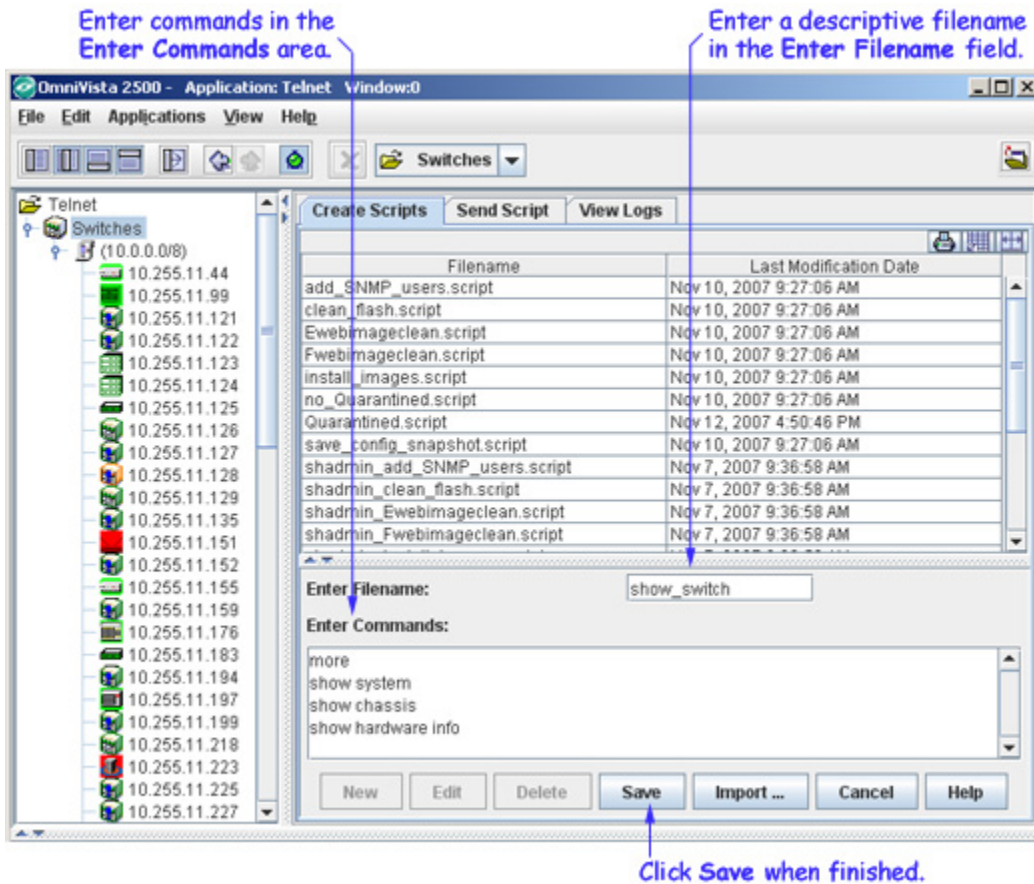 Enter commands in the
Enter Commands area.
Enter a descriptive filename
in the Enter Filename field.
OmniVista 2500 - Application: Telnet Window:0
File Edit Applications View Help
Switches
Telnet
Switches
(10.0.0.0/8)
10.255.11.44
10.255.11.99
10.255.11.121
10.255.11.122
10.255.11.123
10.255.11.124
10.255.11.125
10.255.11.126
10.255.11.127
10.255.11.128
10.255.11.129
10.255.11.135
10.255.11.151
10.255.11.152
10.255.11.155
10.255.11.159
10.255.11.176
10.255.11.183
10.255.11.194
10.255.11.197
10.255.11.199
10.255.11.218
10.255.11.223
10.255.11.225
10.255.11.227
Create Scripts Send Script View Logs
Filename Last Modification Date
add_SNMP_users.script Nov 10, 2007 9:27:06 AM
clean_flash.script Nov 10, 2007 9:27:06 AM
Ewebimageclean.script Nov 10, 2007 9:27:06 AM
Fwebimageclean.script Nov 10, 2007 9:27:06 AM
install_images.script Nov 10, 2007 9:27:06 AM
no_Quarantined.script Nov 10, 2007 9:27:06 AM
Quarantined.script Nov 12, 2007 4:50:46 PM
save_config_snapshot.script Nov 10, 2007 9:27:06 AM
shadmin_add_SNMP_users.script Nov 7, 2007 9:36:58 AM
shadmin_clean_flash.script Nov 7, 2007 9:36:58 AM
shadmin_Ewebimageclean.script Nov 7, 2007 9:36:58 AM
shadmin_Fwebimageclean.script Nov 7, 2007 9:36:58 AM
Enter Filename: show_switch
Enter Commands:
more
show system
show chassis
show hardware info
New Edit Delete Save Import ... Cancel Help
Click Save when finished.